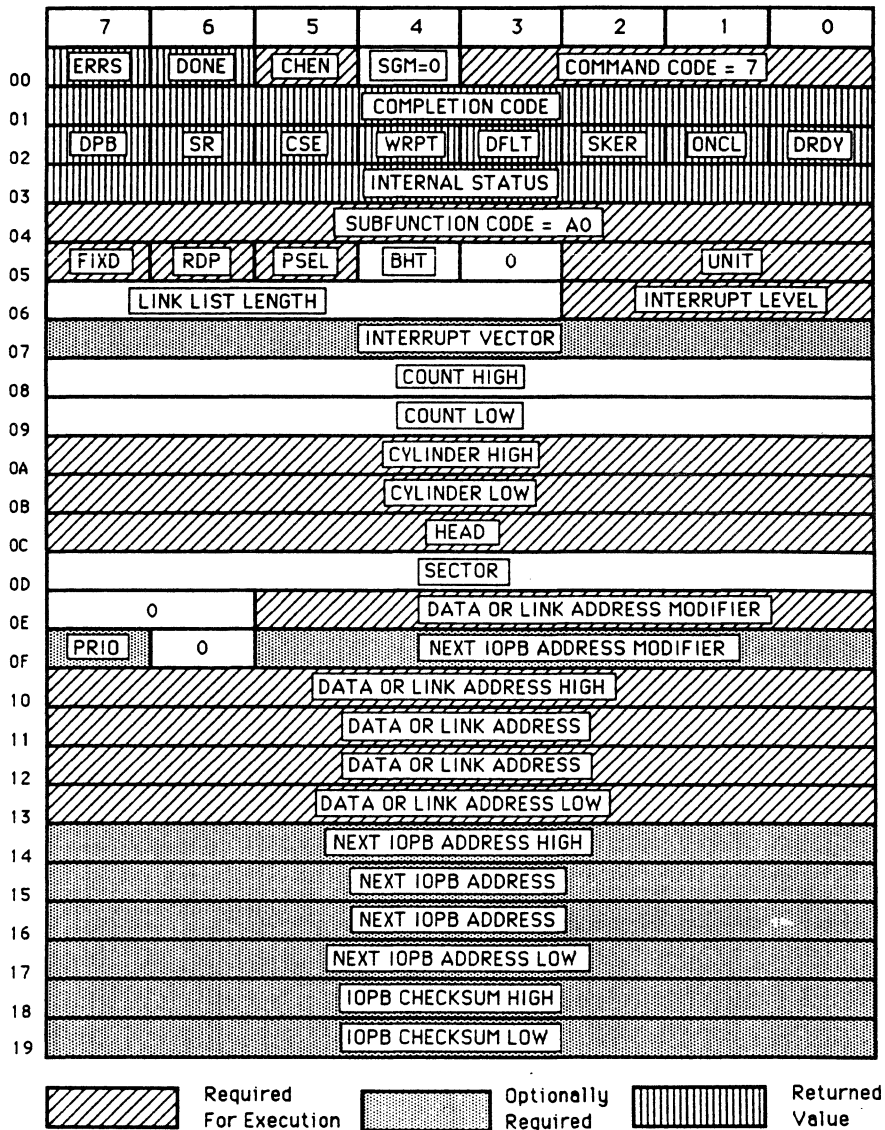 7 6 5 4 3 2 1 0
ERRS DONE CHEN SGM=0 COMMAND CODE = 7
00
COMPLETION CODE
01
DPB SR CSE WRPT DFLT SKER ONCL DRDY
02
INTERNAL STATUS
03
SUBFUNCTION CODE = A0
04
FIXD RDP PSEL BHT 0 UNIT
05
LINK LIST LENGTH INTERRUPT LEVEL
06
INTERRUPT VECTOR
07
COUNT HIGH
08
COUNT LOW
09
CYLINDER HIGH
0A
CYLINDER LOW
0B
HEAD
0C
SECTOR
0D
0 DATA OR LINK ADDRESS MODIFIER
0E
PRIO 0 NEXT IOPB ADDRESS MODIFIER
0F
DATA OR LINK ADDRESS HIGH
10
DATA OR LINK ADDRESS
11
DATA OR LINK ADDRESS
12
DATA OR LINK ADDRESS LOW
13
NEXT IOPB ADDRESS HIGH
14
NEXT IOPB ADDRESS
15
NEXT IOPB ADDRESS
16
NEXT IOPB ADDRESS LOW
17
IOPB CHECKSUM HIGH
18
IOPB CHECKSUM LOW
19
Required
For Execution
Optionally
Required
Returned
Value